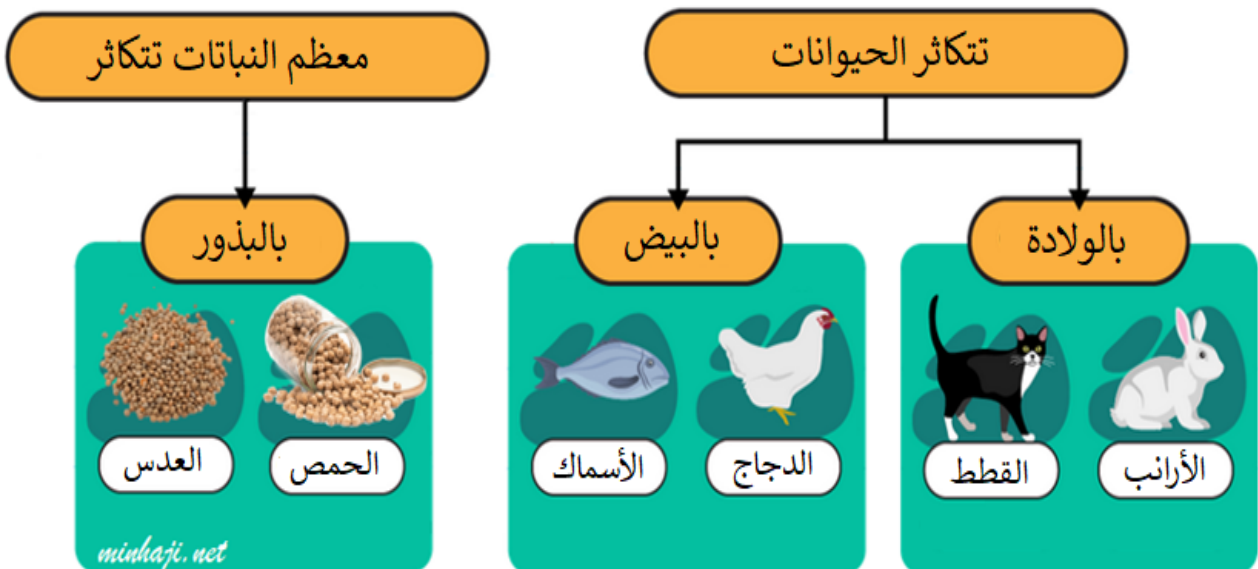 تتكاثر الحيوانات
بالولادة
الأرانب
القطط
بالبيض
الدجاج
الأسماك
معظم النباتات تتكاثر
بالبذور
الحمص
العدس
minhaji.net